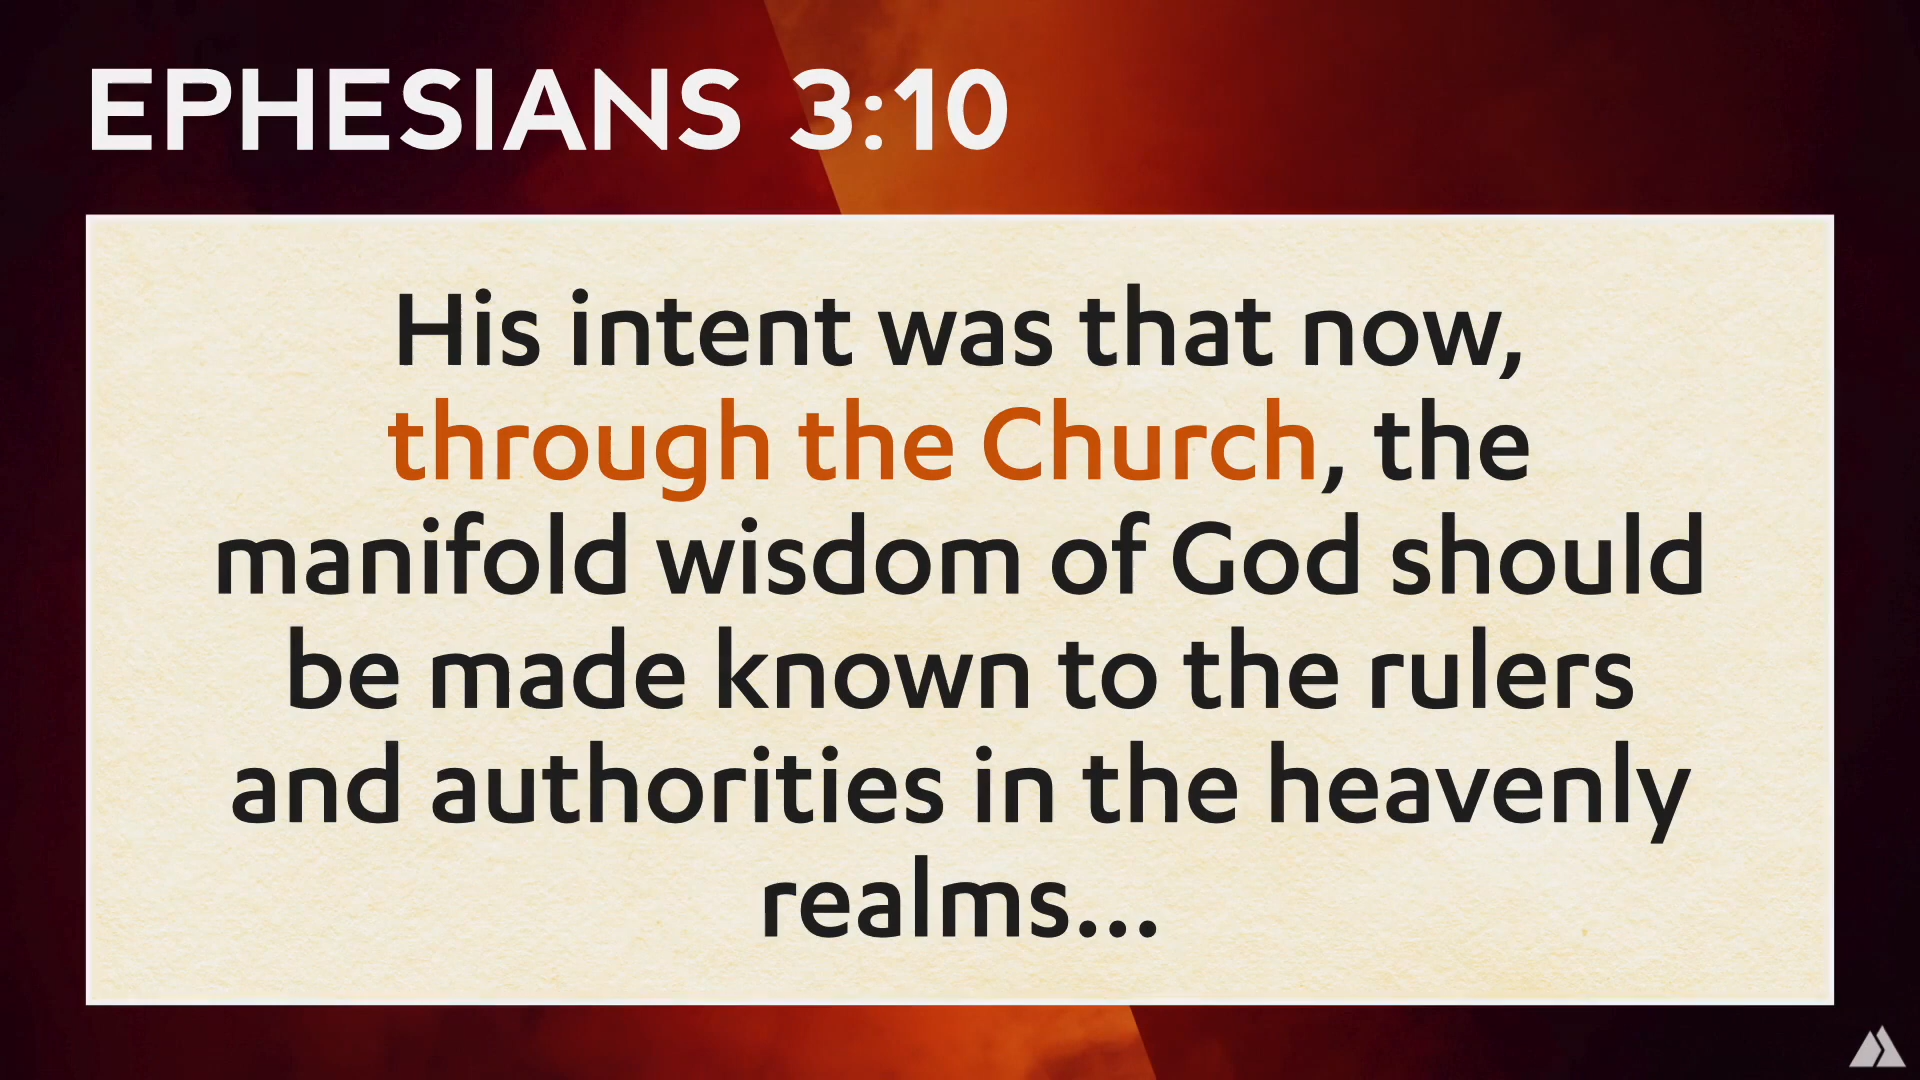 EPHESIANS 3:10
His intent was that now,
through the Church, the
manifold wisdom of God should
be made known to the rulers
and authorities in the heavenly
realms...